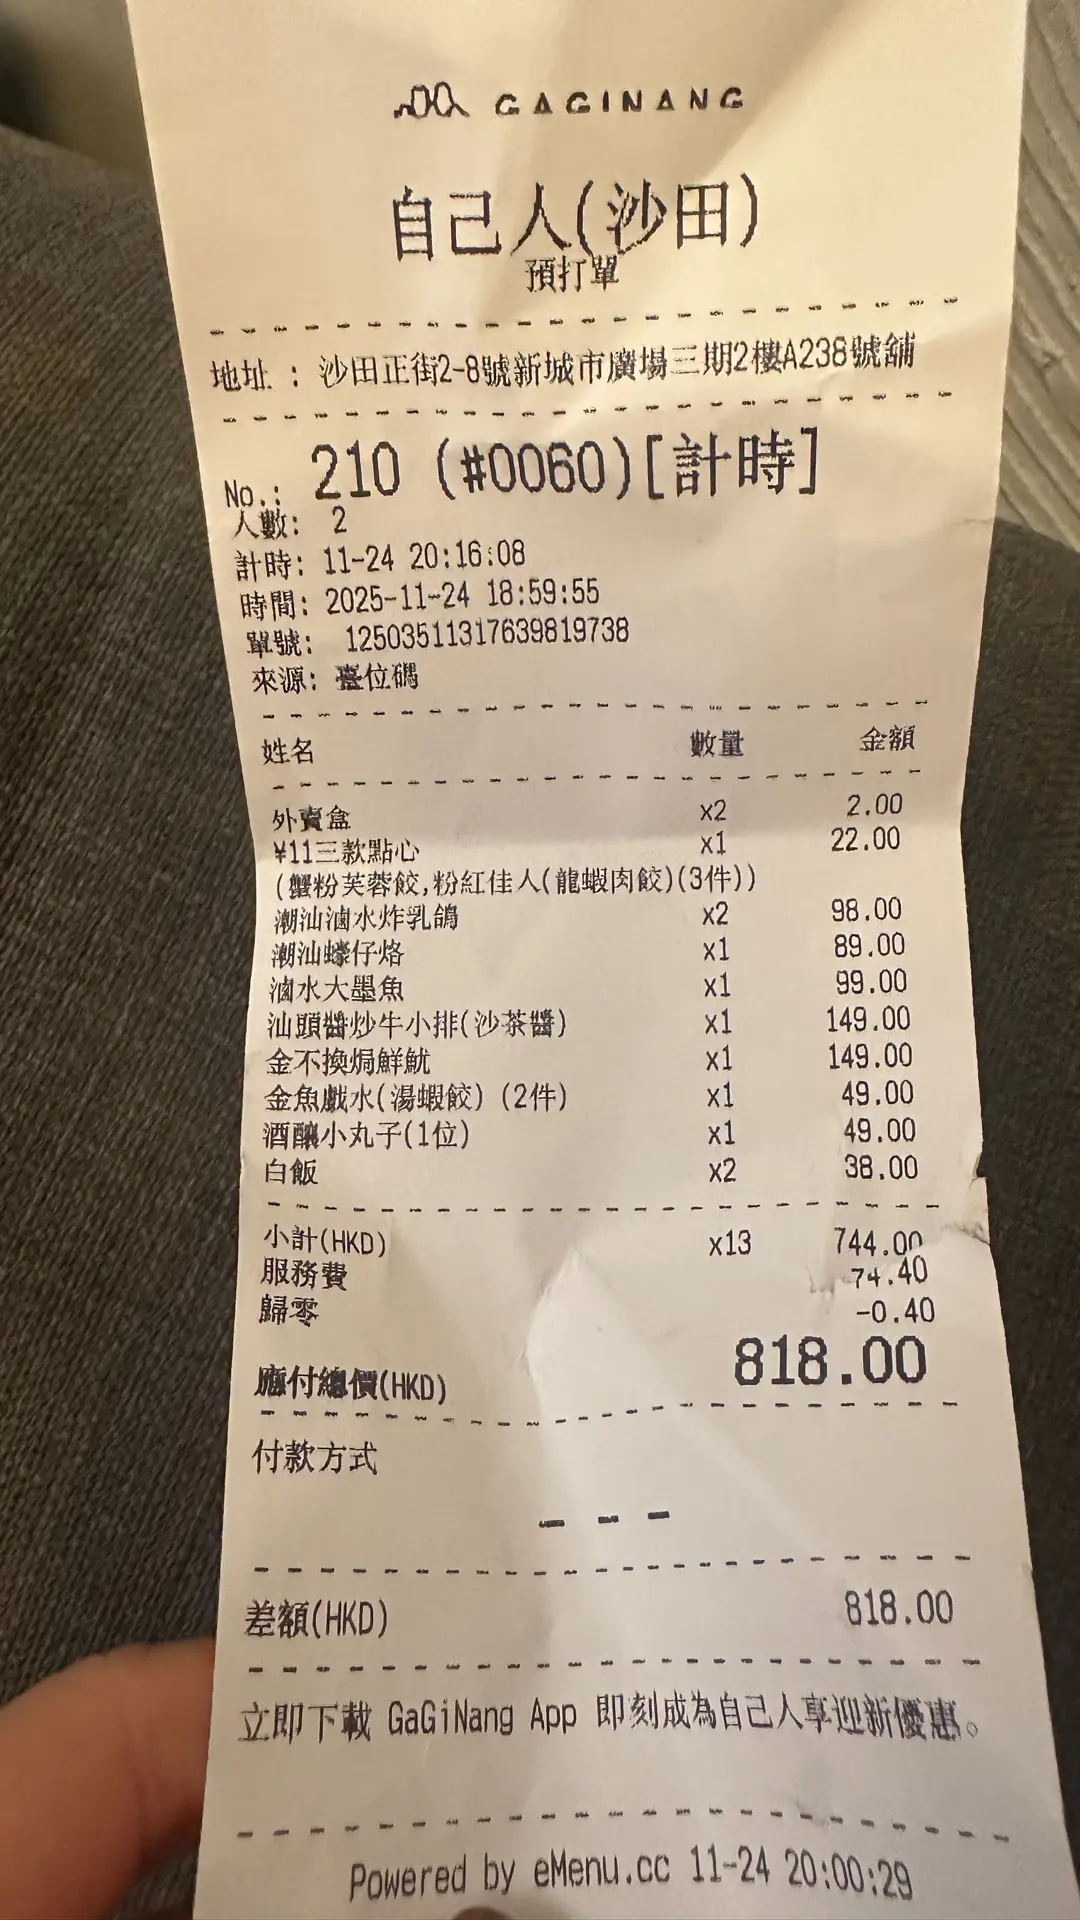 GAGINANG
自己人(沙田)
預打單
地址 : 沙田正街2-8號新城市廣場三期2樓A238號舖
No.: 210 (#0060)[計時]
人數: 2
計時: 11-24 20:16:08
時間: 2025-11-24 18:59:55
單號: 12503511317639819738
來源: 臺位碼
姓名 數量 金額
外賣盒 x2 2.00
¥11三款點心 x1 22.00
(蟹粉芙蓉餃,粉紅佳人(龍蝦肉餃)(3件))
潮汕滷水炸乳鴿 x2 98.00
潮汕蠔仔烙 x1 89.00
滷水大墨魚 x1 99.00
汕頭醬炒牛小排(沙茶醬) x1 149.00
金不換焗鮮魷 x1 149.00
金魚戲水(湯蝦餃) (2件) x1 49.00
酒釀小丸子(1位) x1 49.00
白飯 x2 38.00
小計(HKD) x13 744.00
服務費 74.40
歸零 -0.40
應付總價(HKD) 818.00
付款方式
---
差額(HKD) 818.00
立即下載 GaGiNang App 即刻成為自己人享迎新優惠。
Powered by eMenu.cc 11-24 20:00:29